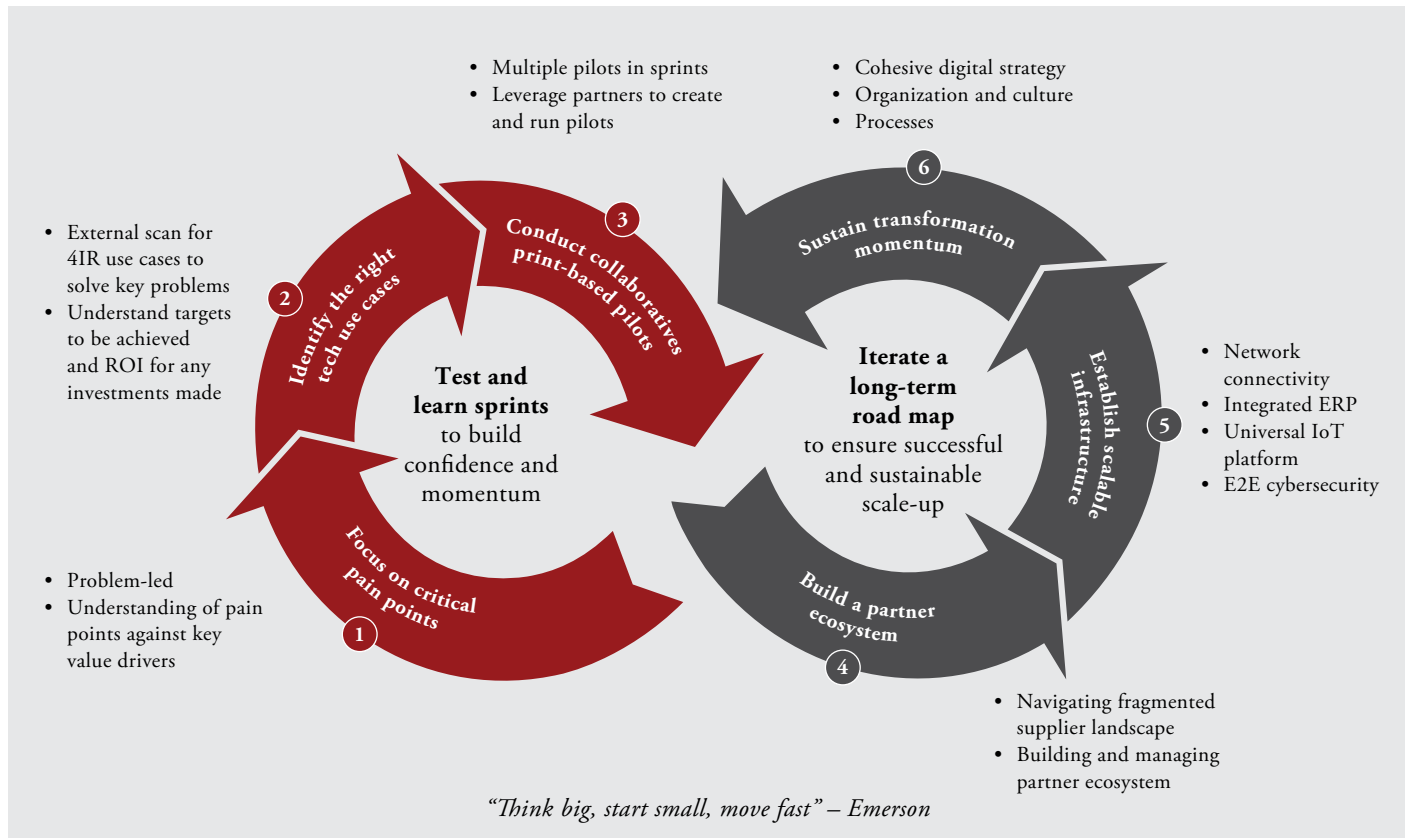 • Multiple pilots in sprints
• Leverage partners to create
and run pilots
• Cohesive digital strategy
• Organization and culture
• Processes
• External scan for
4IR use cases to
solve key problems
• Understand targets
to be achieved
and ROI for any
investments made
• Problem-led
• Understanding of pain
points against key
value drivers
1
Focus on critical
pain points
2
Identify the right
tech use cases
3
Conduct collaboratives
print-based pilots
Test and
learn sprints
to build
confidence and
momentum
6
Sustain transformation
momentum
Iterate a
long-term
road map
to ensure successful
and sustainable
scale-up
5
Establish scalable
infrastructure
4
Build a partner
ecosystem
• Network
connectivity
• Integrated ERP
• Universal IoT
platform
• E2E cybersecurity
• Navigating fragmented
supplier landscape
• Building and managing
partner ecosystem
“Think big, start small, move fast” – Emerson